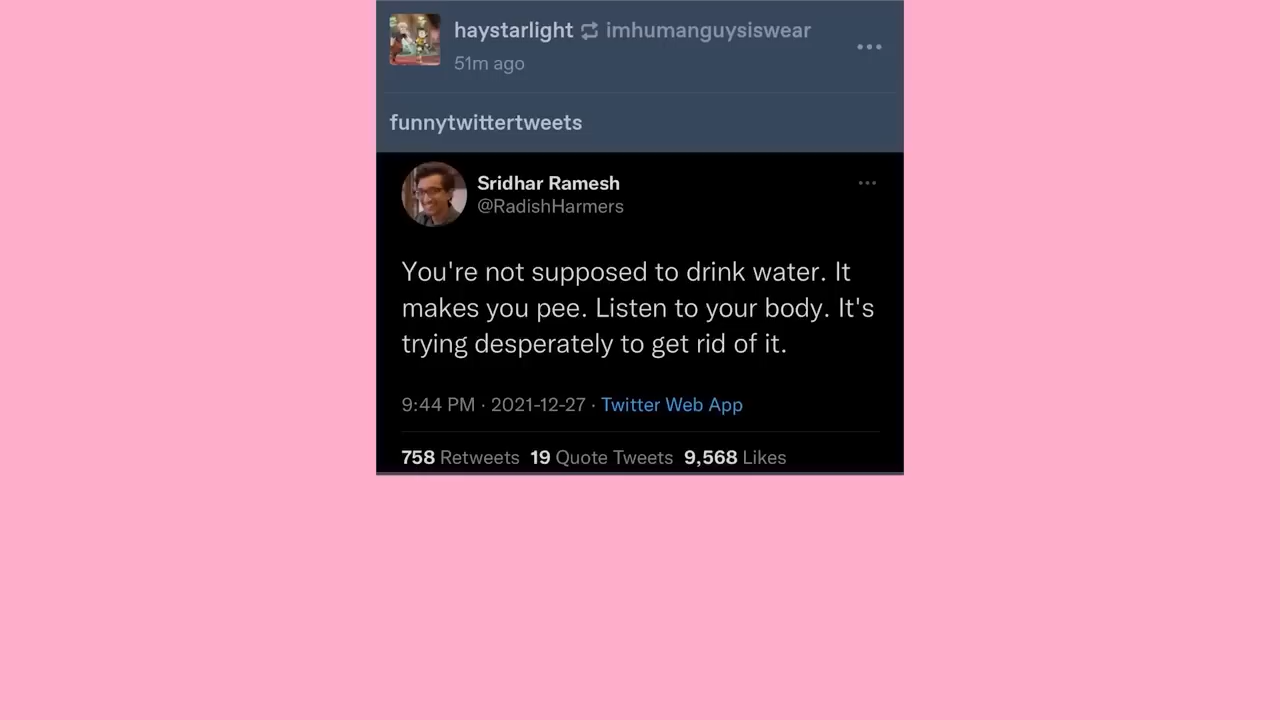 haystarlight imhumanguysiswear
51m ago
funnytwittertweets
Sridhar Ramesh
@RadishHarmers
You're not supposed to drink water. It
makes you pee. Listen to your body. It's
trying desperately to get rid of it.
9:44 PM · 2021-12-27 · Twitter Web App
758 Retweets 19 Quote Tweets 9,568 Likes